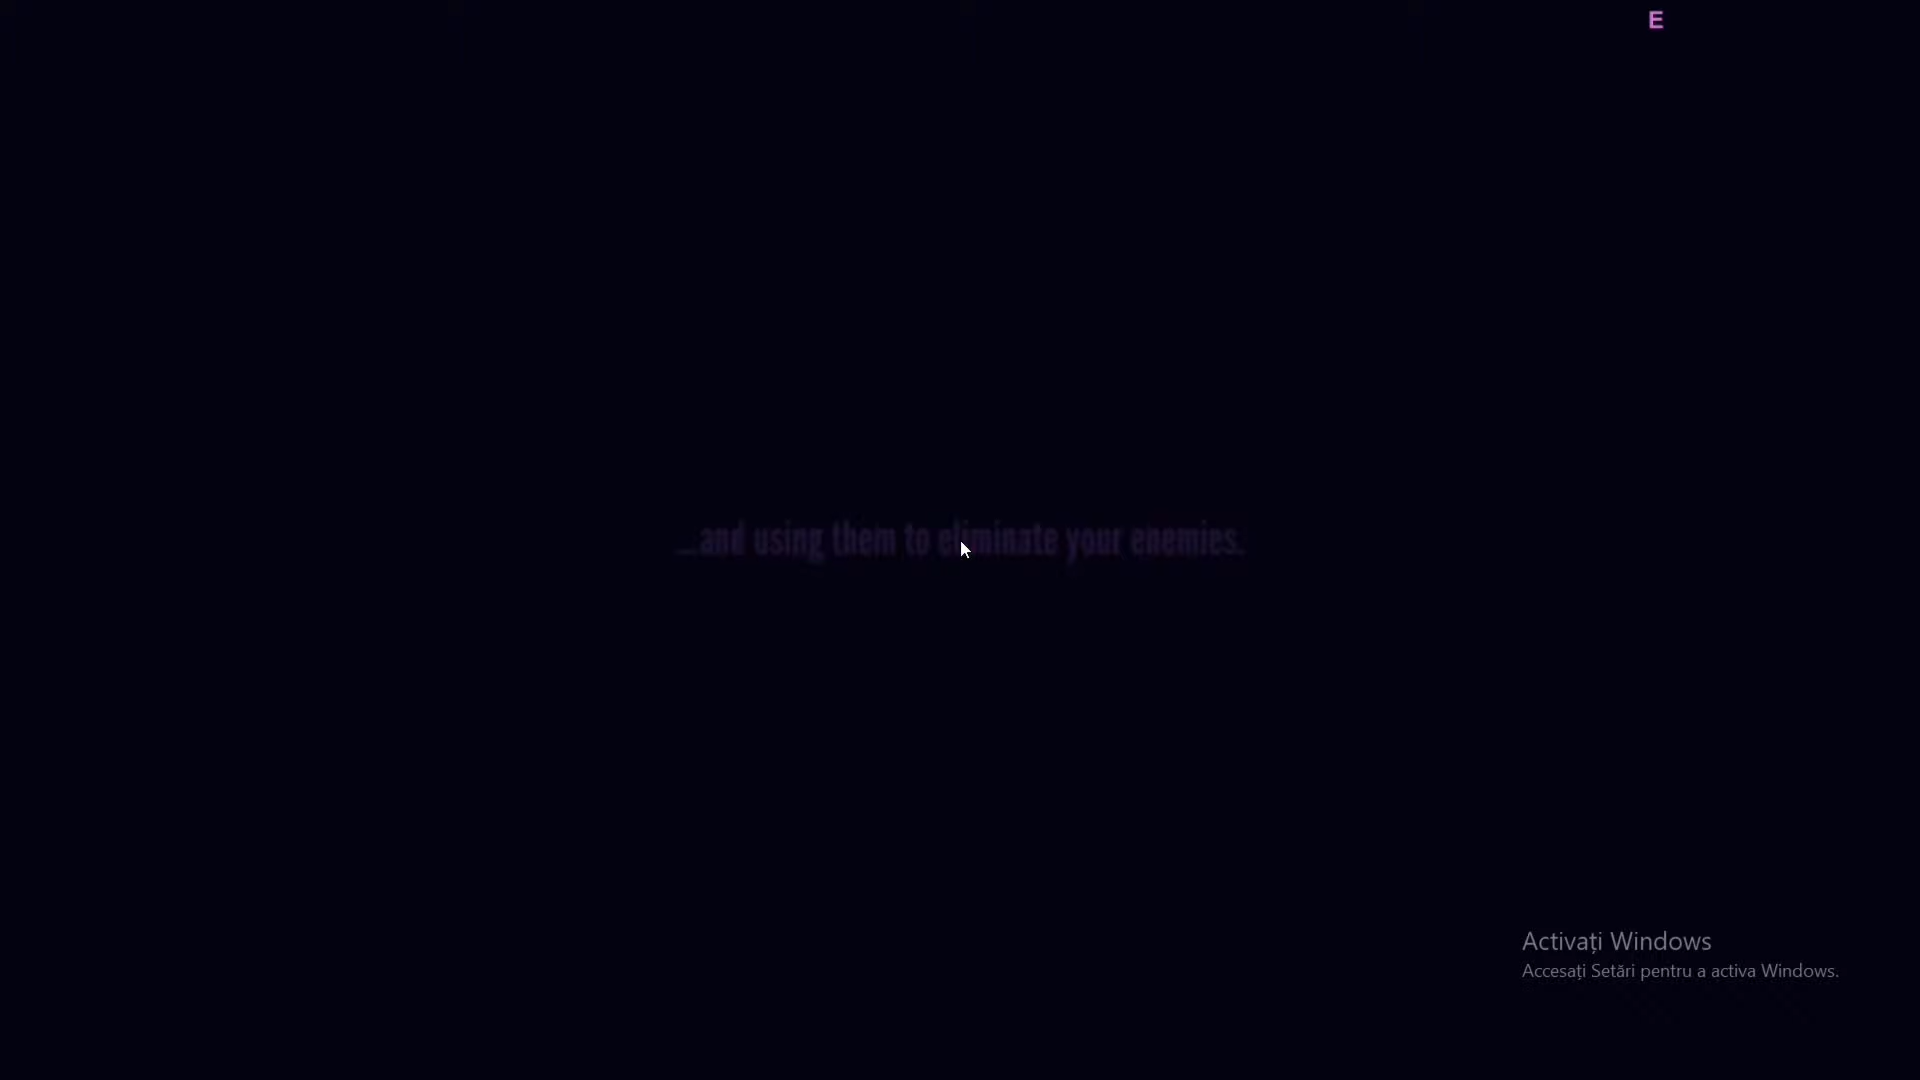 E
...and using them to eliminate your enemies.
Activați Windows
Accesați Setări pentru a activa Windows.